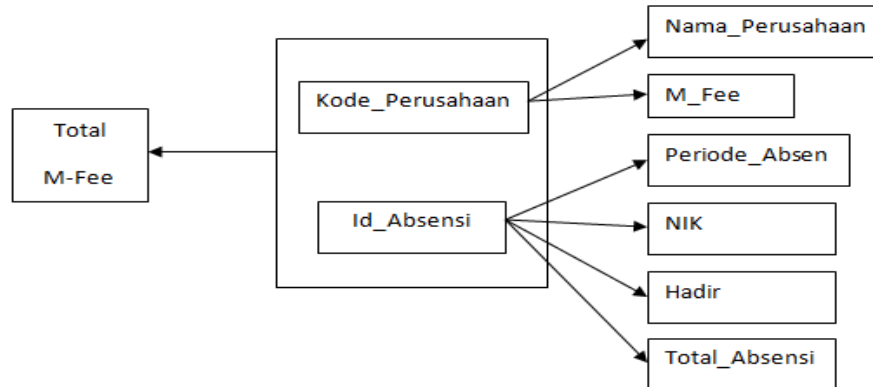 Total
M-Fee
Kode_Perusahaan
Id_Absensi
Nama_Perusahaan
M_Fee
Periode_Absen
NIK
Hadir
Total_Absensi